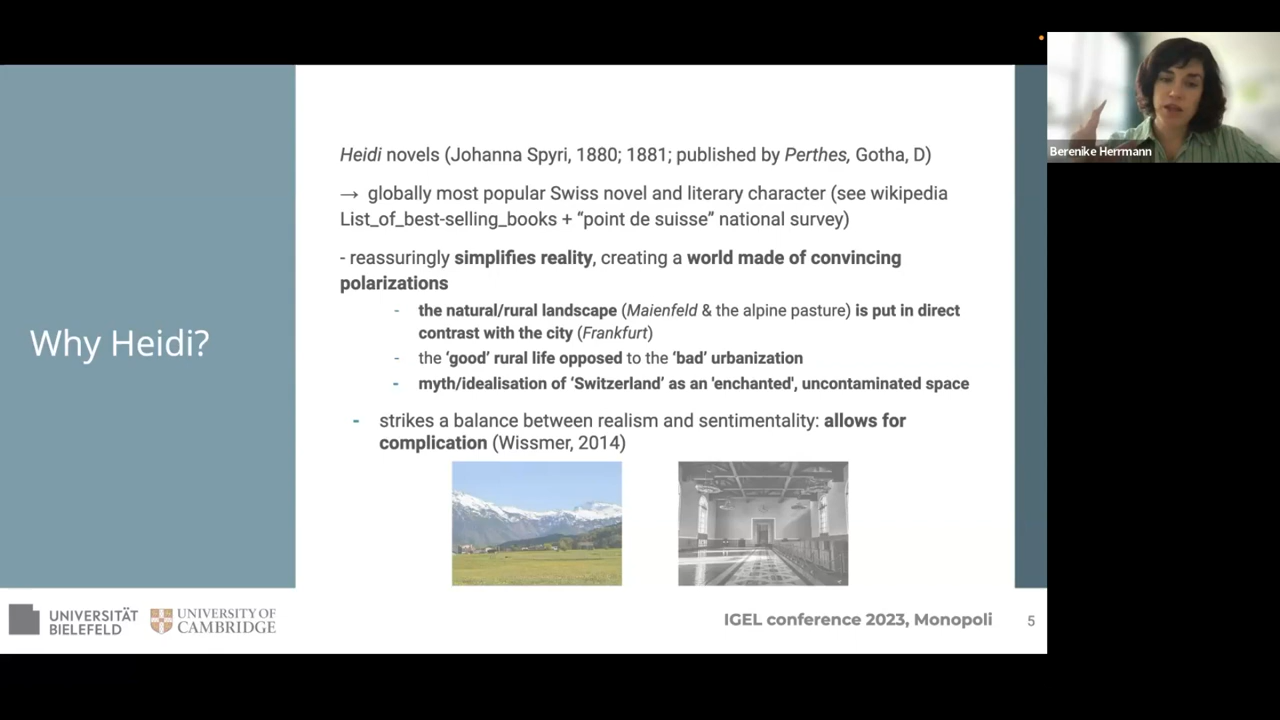 Berenike Herrmann
Why Heidi?
Heidi novels (Johanna Spyri, 1880; 1881; published by Perthes, Gotha, D)
→ globally most popular Swiss novel and literary character (see wikipedia
List_of_best-selling_books + “point de suisse” national survey)
- reassuringly simplifies reality, creating a world made of convincing
polarizations
- the natural/rural landscape (Maienfeld & the alpine pasture) is put in direct
contrast with the city (Frankfurt)
- the ‘good’ rural life opposed to the ‘bad’ urbanization
- myth/idealisation of ‘Switzerland’ as an 'enchanted', uncontaminated space
- strikes a balance between realism and sentimentality: allows for
complication (Wissmer, 2014)
UNIVERSITÄT
BIELEFELD
UNIVERSITY OF
CAMBRIDGE
IGEL conference 2023, Monopoli
5